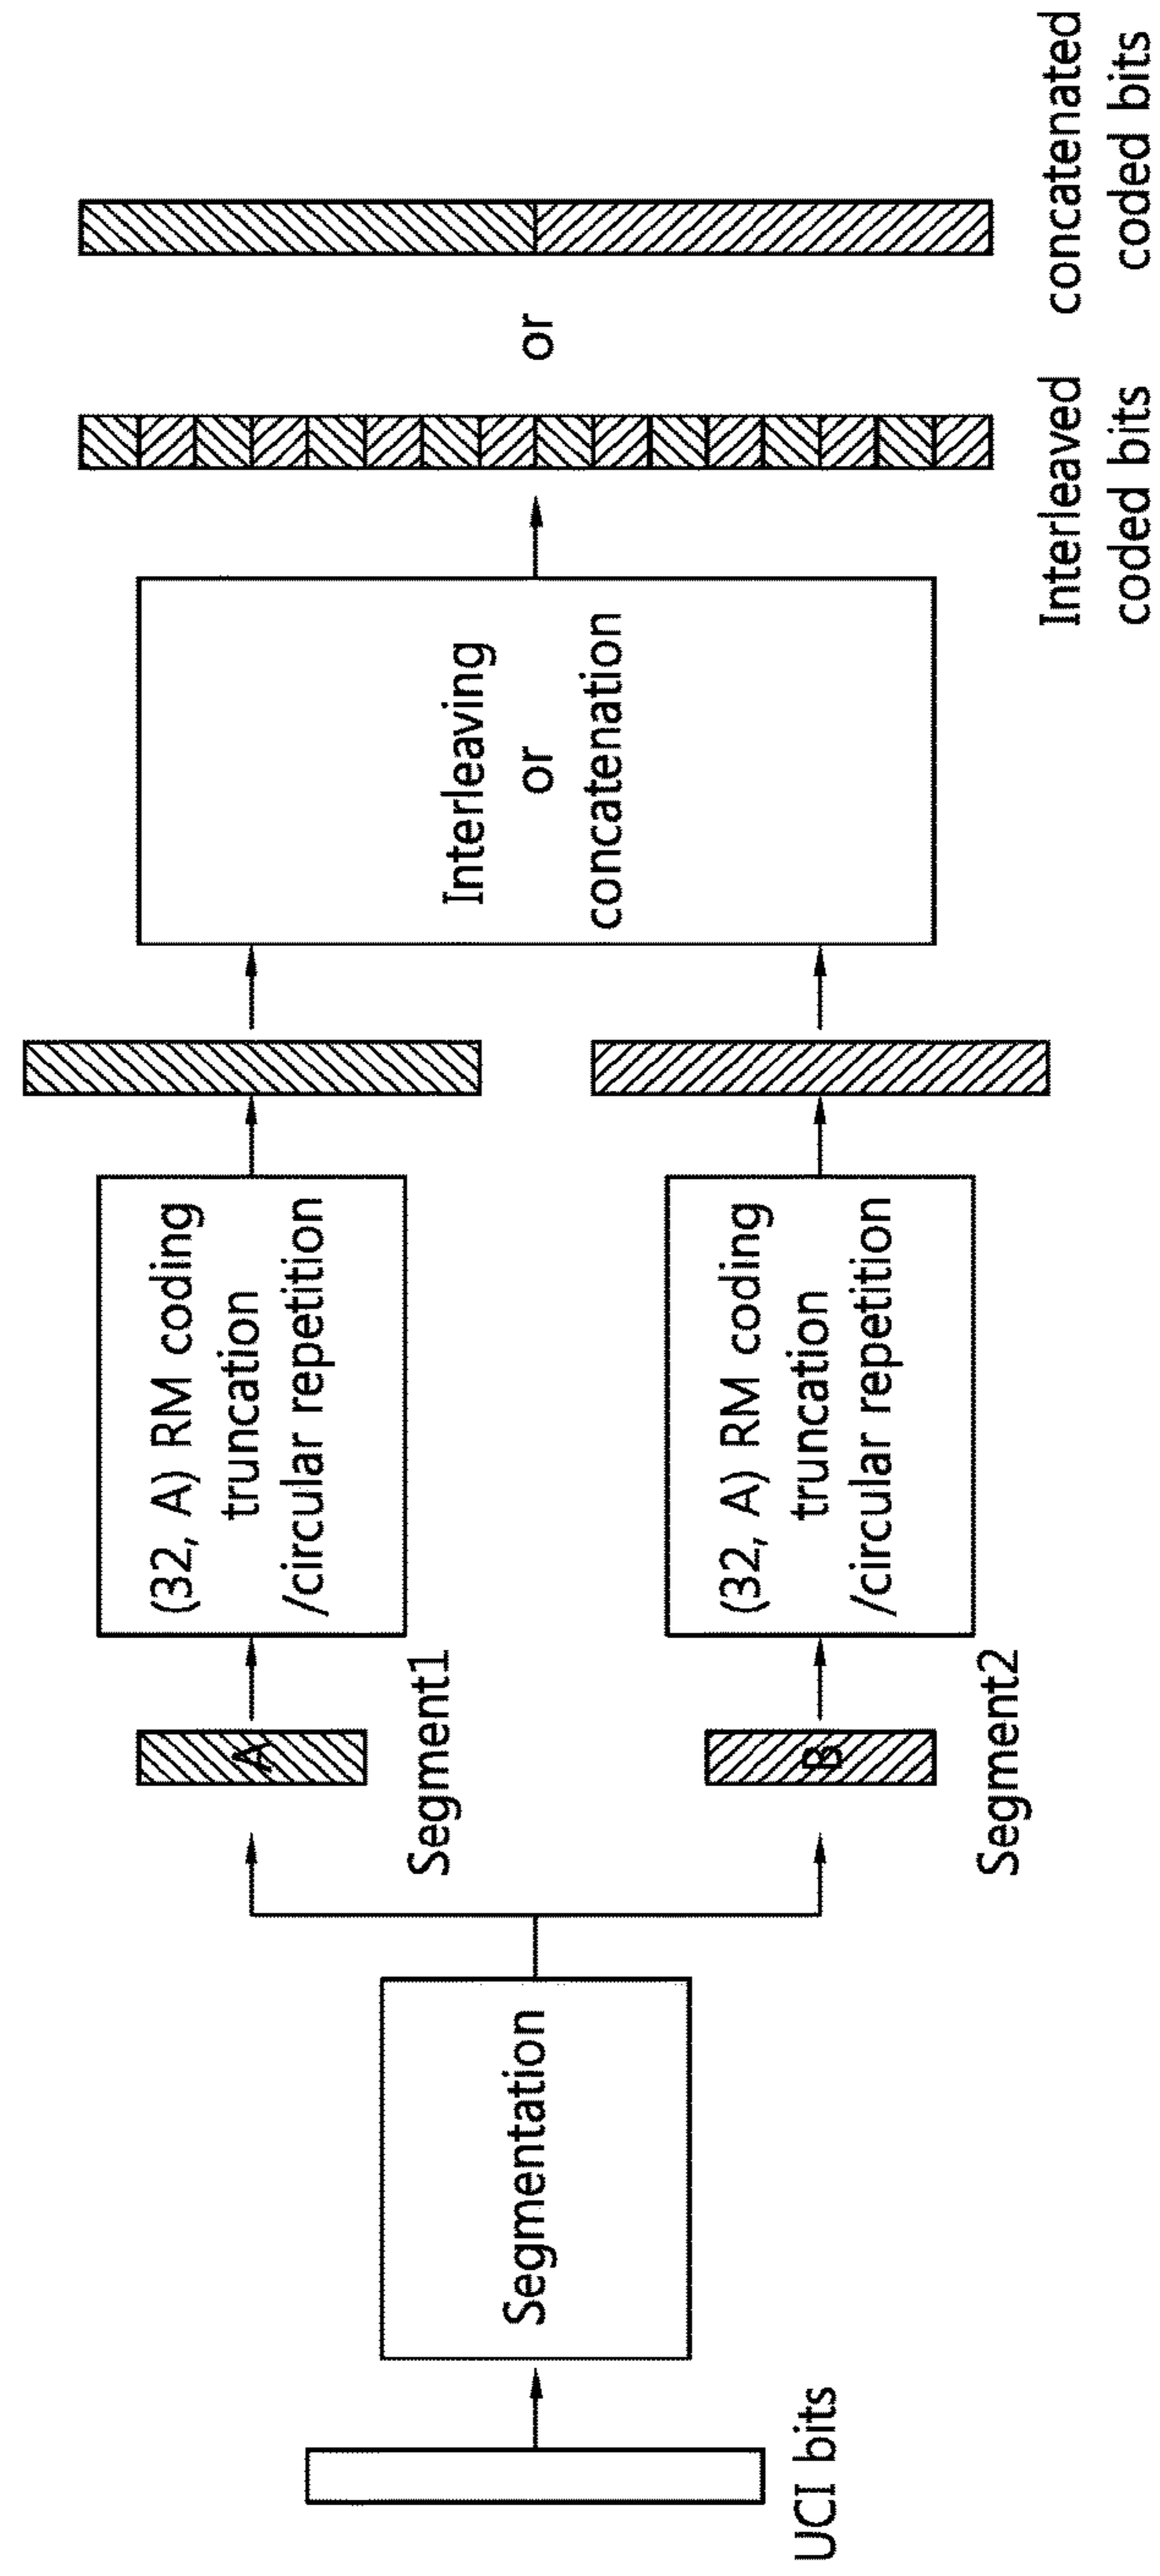 UCI bits
Segmentation
A
Segment1
B
Segment2
(32, A) RM coding
truncation
/circular repetition
(32, A) RM coding
truncation
/circular repetition
Interleaving
or
concatenation
Interleaved
coded bits
or
concatenated
coded bits